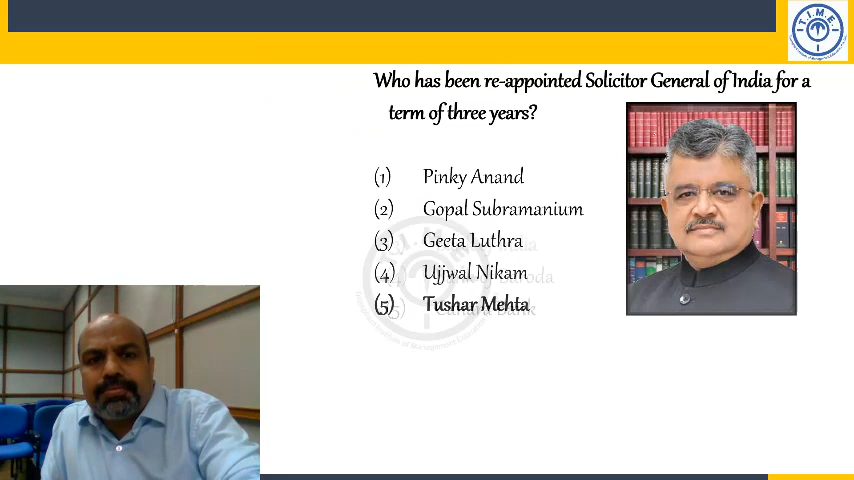 T.I.M.E.
Who has been re-appointed Solicitor General of India for a
term of three years?
(1) Pinky Anand
(2) Gopal Subramanium
(3) Geeta Luthra
(4) Ujjwal Nikam
(5) Tushar Mehta